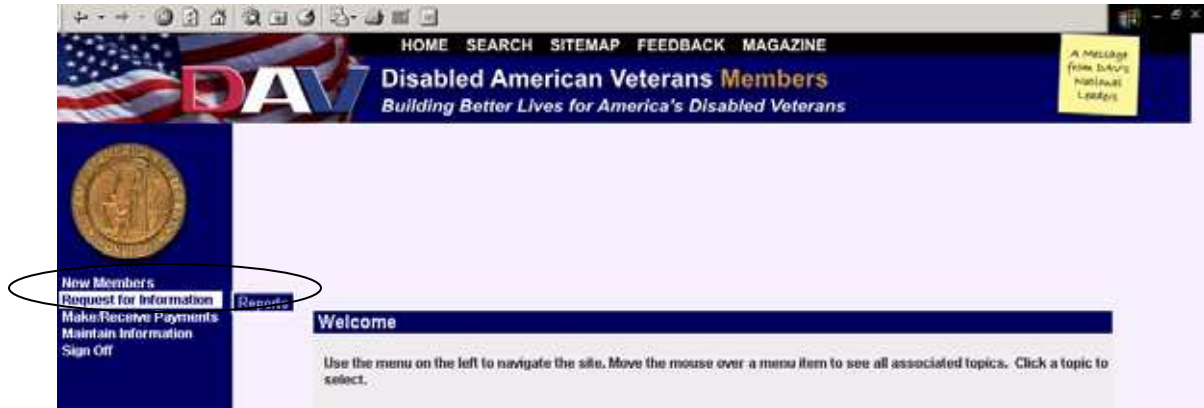 HOME SEARCH SITEMAP FEEDBACK MAGAZINE
A Message
from DAV's
National
Leaders
DAV
Disabled American Veterans Members
Building Better Lives for America's Disabled Veterans
New Members
Request for Information
Reports
Make/Receive Payments
Maintain Information
Sign Off
Welcome
Use the menu on the left to navigate the site. Move the mouse over a menu item to see all associated topics. Click a topic to
select.